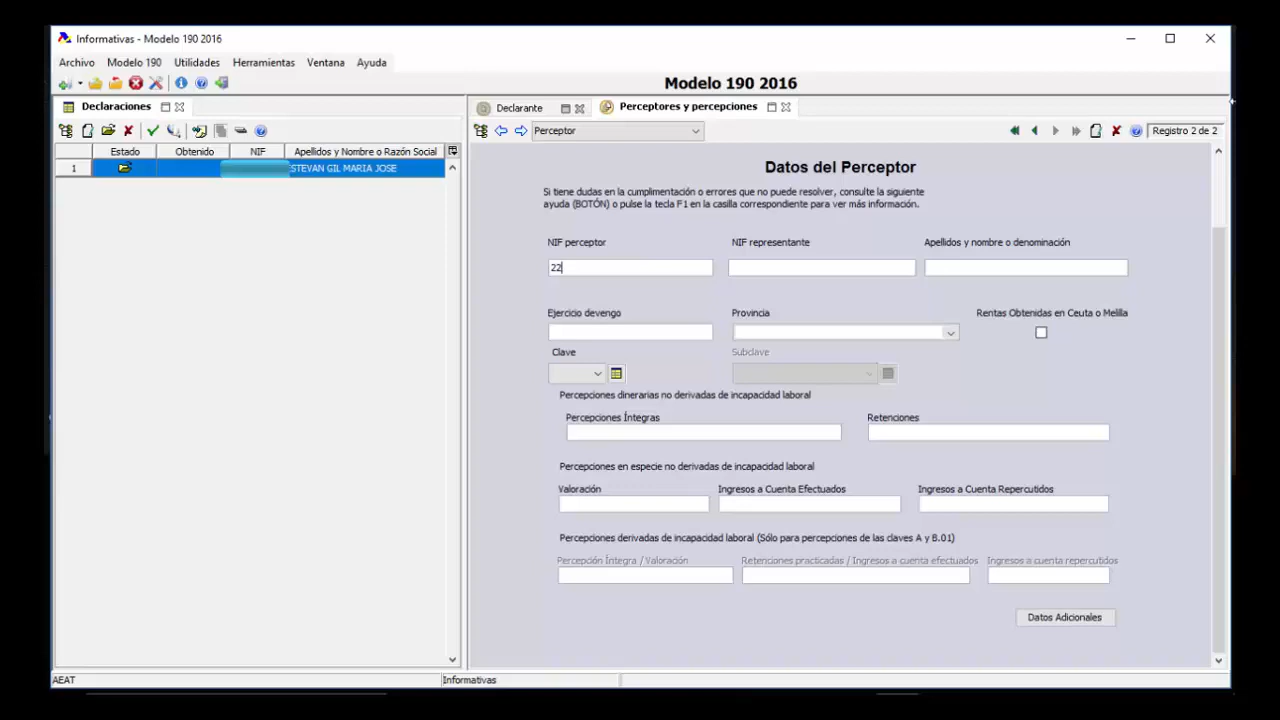 Informativas - Modelo 190 2016
Archivo Modelo 190 Utilidades Herramientas Ventana Ayuda
Modelo 190 2016
Declaraciones
Declarante
Perceptores y percepciones
Perceptor
Registro 2 de 2
Estado Obtenido NIF Apellidos y Nombre o Razón Social
1 STEVAN GIL MARIA JOSE
Datos del Perceptor
Si tiene dudas en la cumplimentación o errores que no puede resolver, consulte la siguiente
ayuda (BOTÓN) o pulse la tecla F1 en la casilla correspondiente para ver más información.
NIF perceptor NIF representante Apellidos y nombre o denominación
22
Ejercicio devengo Provincia Rentas Obtenidas en Ceuta o Melilla
Clave Subclave
Percepciones dinerarias no derivadas de incapacidad laboral
Percepciones Íntegras Retenciones
Percepciones en especie no derivadas de incapacidad laboral
Valoración Ingresos a Cuenta Efectuados Ingresos a Cuenta Repercutidos
Percepciones derivadas de incapacidad laboral (Sólo para percepciones de las claves A y B.01)
Percepción Íntegra / Valoración Retenciones practicadas / Ingresos a cuenta efectuados Ingresos a cuenta repercutidos
Datos Adicionales
AEAT Informativas